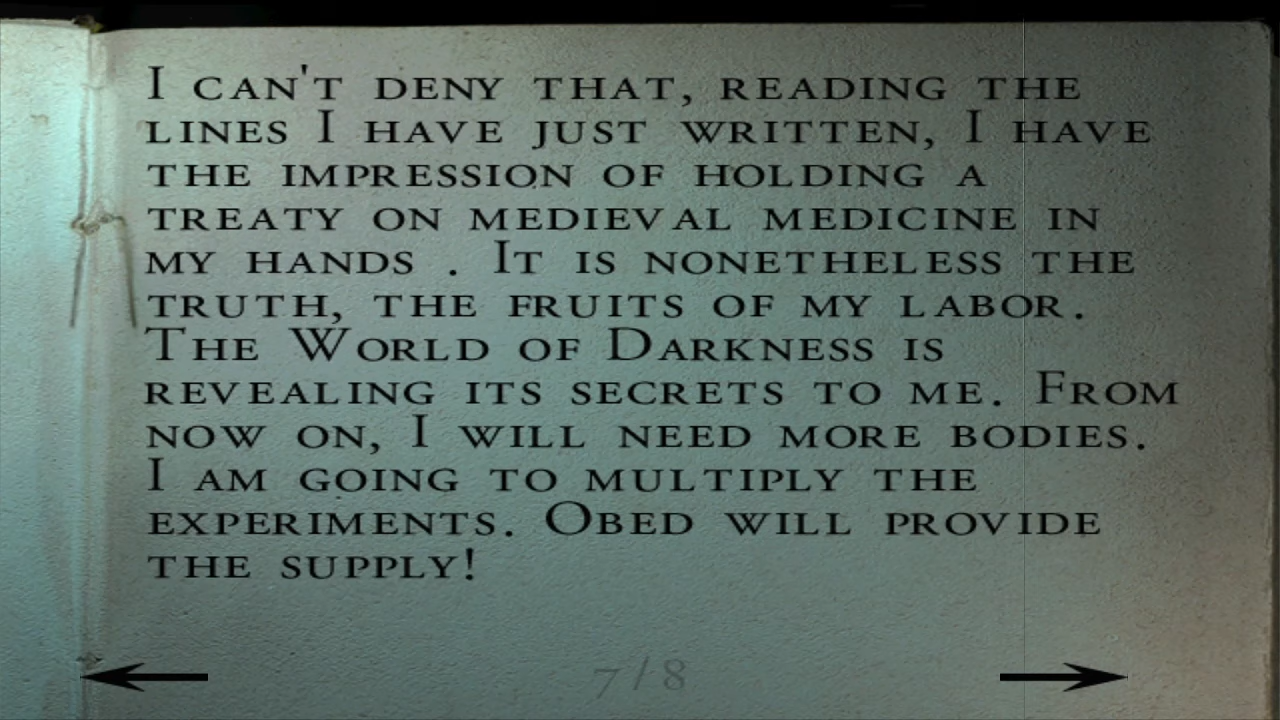 I CAN'T DENY THAT, READING THE
LINES I HAVE JUST WRITTEN, I HAVE
THE IMPRESSION OF HOLDING A
TREATY ON MEDIEVAL MEDICINE IN
MY HANDS . IT IS NONETHELESS THE
TRUTH, THE FRUITS OF MY LABOR.
THE WORLD OF DARKNESS IS
REVEALING ITS SECRETS TO ME. FROM
NOW ON, I WILL NEED MORE BODIES.
I AM GOING TO MULTIPLY THE
EXPERIMENTS. OBED WILL PROVIDE
THE SUPPLY!
7/8